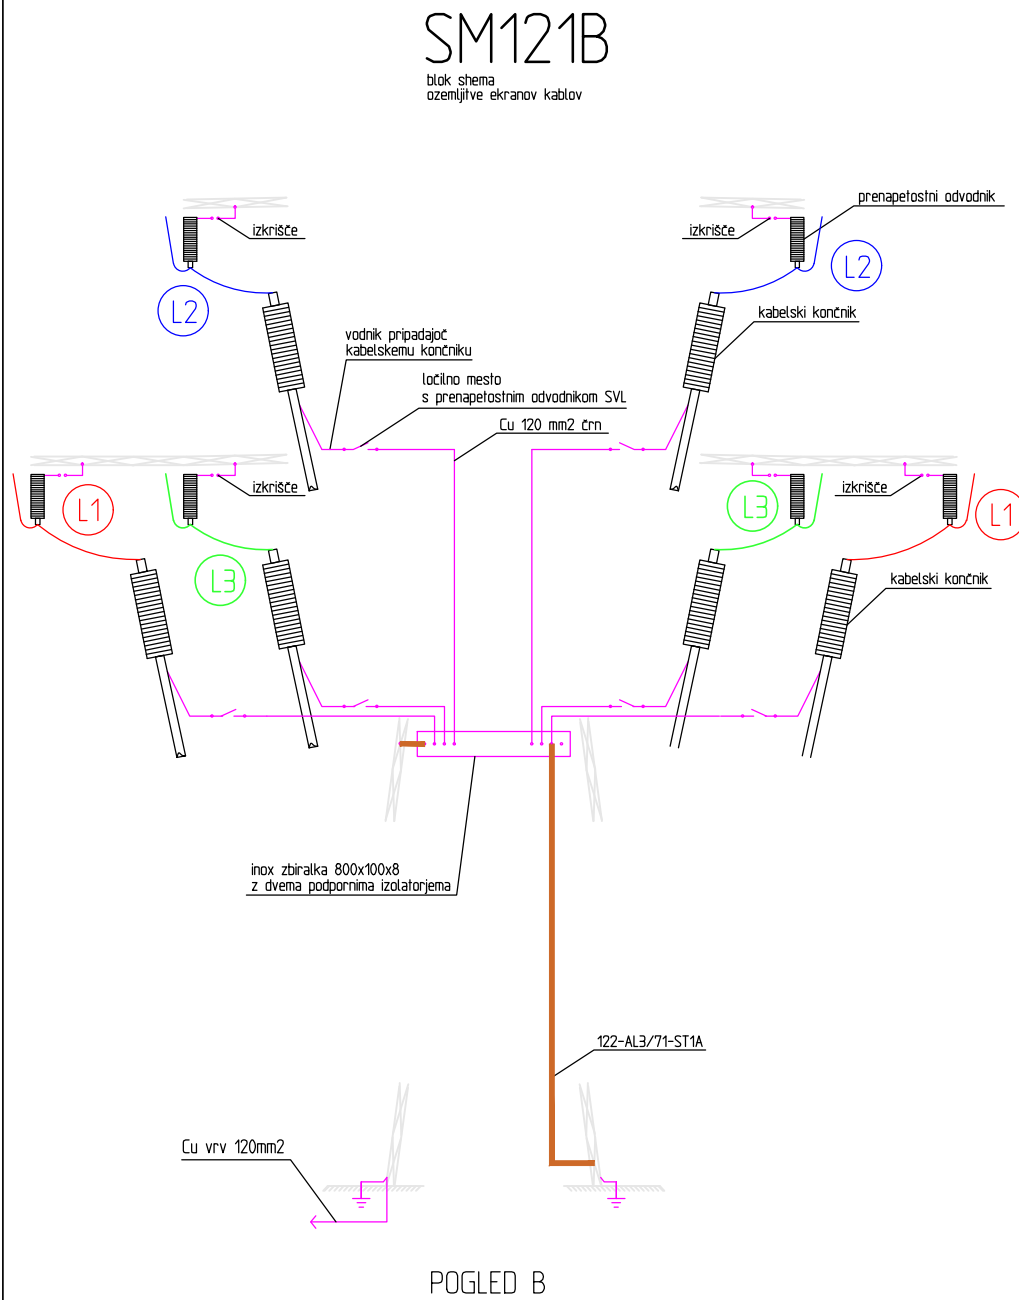 SM121B
blok shema
ozemljitve ekranov kablov
prenapetostni odvodnik
izkrišče
izkrišče
L2
L2
kabelski končnik
vodnik pripadajoč
kabelskemu končniku
ločilno mesto
s prenapetostnim odvodnikom SVL
Cu 120 mm2 črn
izkrišče
izkrišče
L1
L3
L1
L3
kabelski končnik
inox zbiralka 800x100x8
z dvema podpornima izolatorjema
122-AL3/71-ST1A
Cu vrv 120mm2
POGLED B